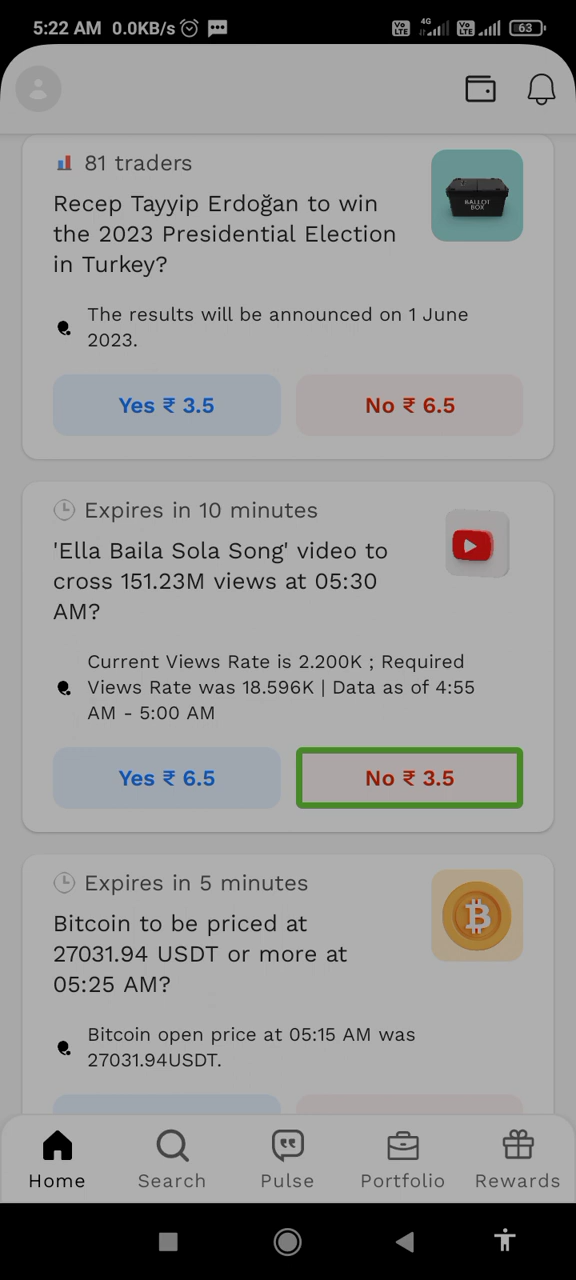 5:22 AM 0.0KB/s Vo LTE 4G Vo LTE 63
81 traders
BALLOT
BOX
Recep Tayyip Erdoğan to win
the 2023 Presidential Election
in Turkey?
The results will be announced on 1 June
2023.
Yes ₹ 3.5 No ₹ 6.5
Expires in 10 minutes
'Ella Baila Sola Song' video to
cross 151.23M views at 05:30
AM?
Current Views Rate is 2.200K ; Required
Views Rate was 18.596K | Data as of 4:55
AM - 5:00 AM
Yes ₹ 6.5 No ₹ 3.5
Expires in 5 minutes
Bitcoin to be priced at
27031.94 USDT or more at
05:25 AM?
Bitcoin open price at 05:15 AM was
27031.94USDT.
Home Search Pulse Portfolio Rewards